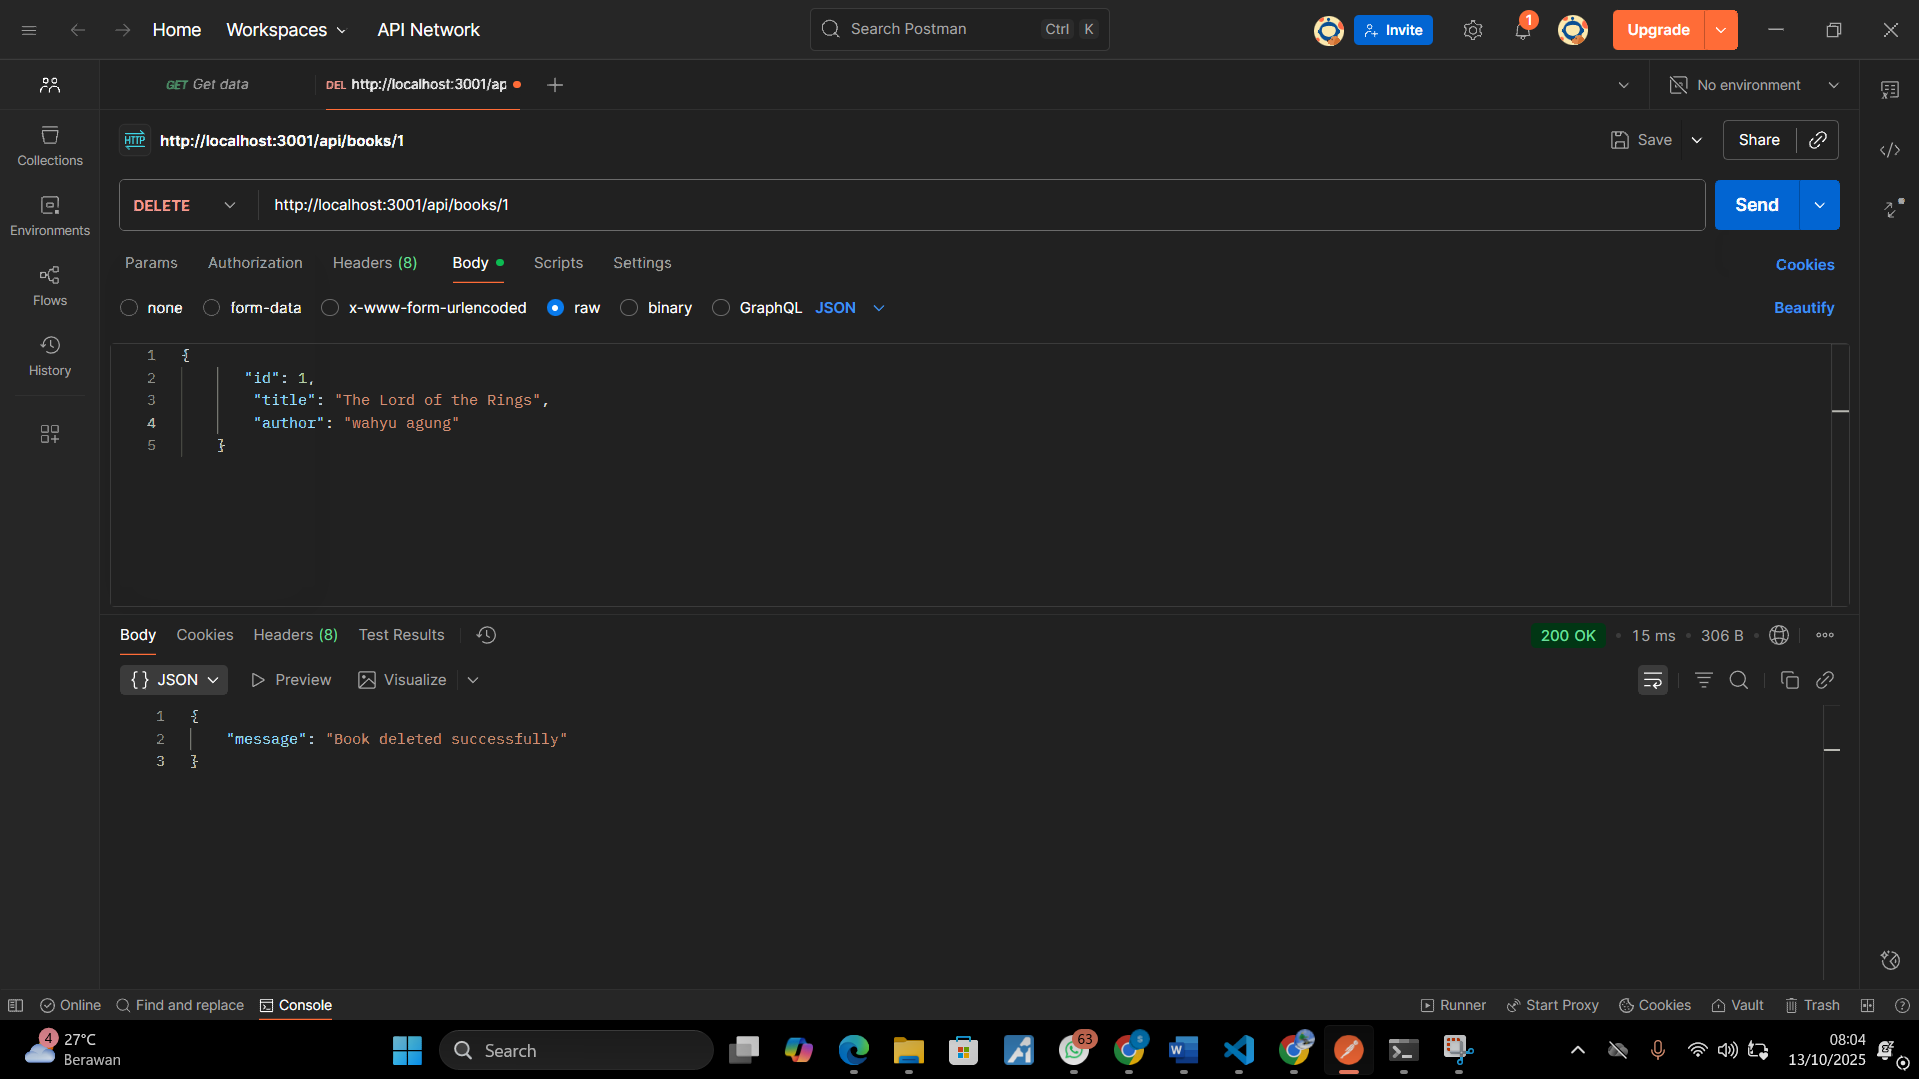 Home Workspaces API Network Search Postman Ctrl K Invite 1 Upgrade
GET Get data DEL http://localhost:3001/ap No environment
HTTP http://localhost:3001/api/books/1 Save Share
Collections
Environments
Flows
History
DELETE http://localhost:3001/api/books/1 Send
Params Authorization Headers (8) Body Scripts Settings Cookies
none form-data x-www-form-urlencoded raw binary GraphQL JSON Beautify
1 {
2 "id": 1,
3 "title": "The Lord of the Rings",
4 "author": "wahyu agung"
5 }
Body Cookies Headers (8) Test Results 200 OK • 15 ms • 306 B
{} JSON Preview Visualize
1 {
2 "message": "Book deleted successfully"
3 }
Online Find and replace Console Runner Start Proxy Cookies Vault Trash
4 27°C
Berawan
Search
63
08:04
13/10/2025